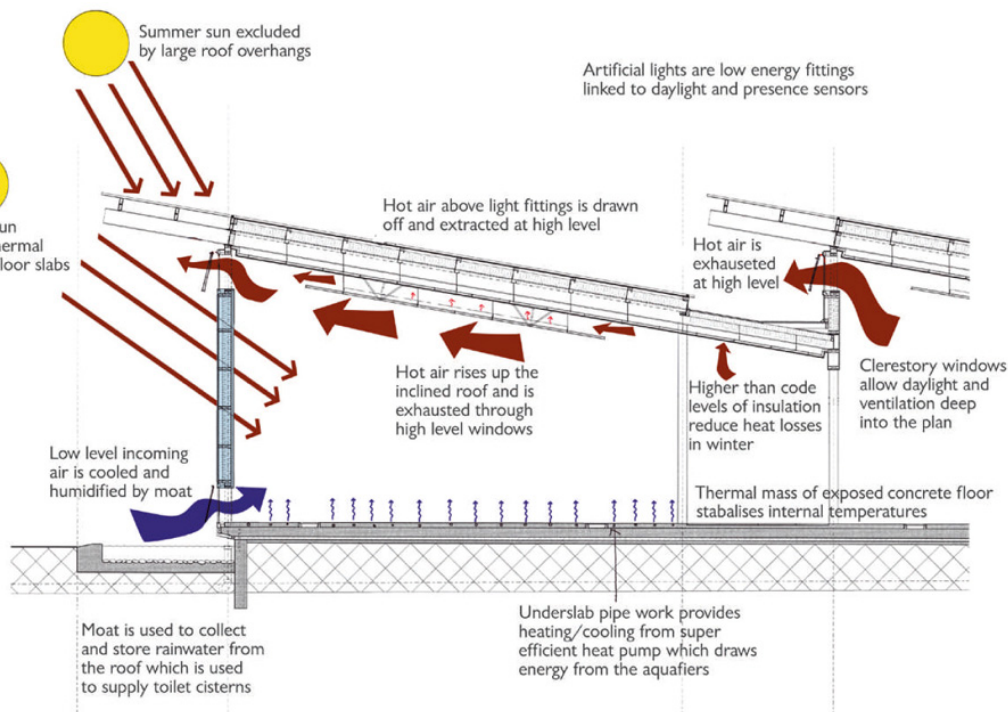 Summer sun excluded
by large roof overhangs
Artificial lights are low energy fittings
linked to daylight and presence sensors
un
ermal
loor slabs
Hot air above light fittings is drawn
off and extracted at high level
Hot air is
exhauseted
at high level
Hot air rises up the
inclined roof and is
exhausted through
high level windows
Higher than code
levels of insulation
reduce heat losses
in winter
Clerestory windows
allow daylight and
ventilation deep
into the plan
Low level incoming
air is cooled and
humidified by moat
Thermal mass of exposed concrete floor
stabalises internal temperatures
Moat is used to collect
and store rainwater from
the roof which is used
to supply toilet cisterns
Underslab pipe work provides
heating/cooling from super
efficient heat pump which draws
energy from the aquafiers